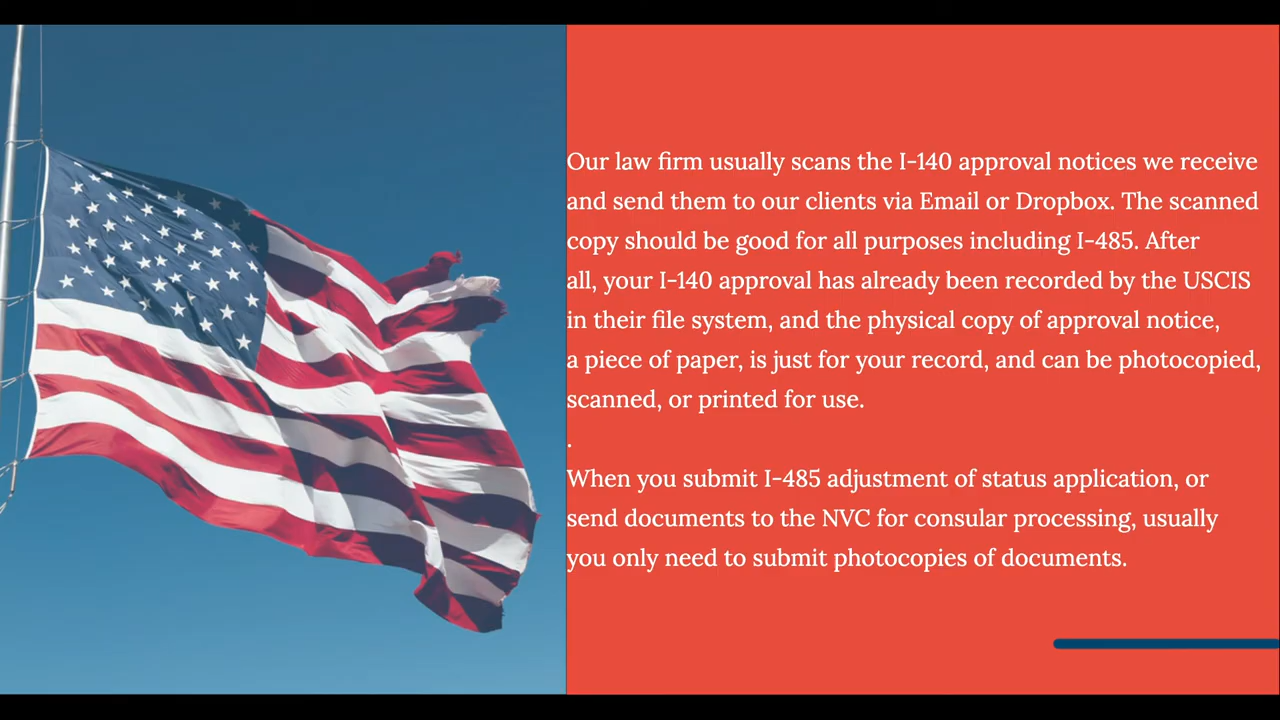 Our law firm usually scans the I-140 approval notices we receive
and send them to our clients via Email or Dropbox. The scanned
copy should be good for all purposes including I-485. After
all, your I-140 approval has already been recorded by the USCIS
in their file system, and the physical copy of approval notice,
a piece of paper, is just for your record, and can be photocopied,
scanned, or printed for use.
.
When you submit I-485 adjustment of status application, or
send documents to the NVC for consular processing, usually
you only need to submit photocopies of documents.